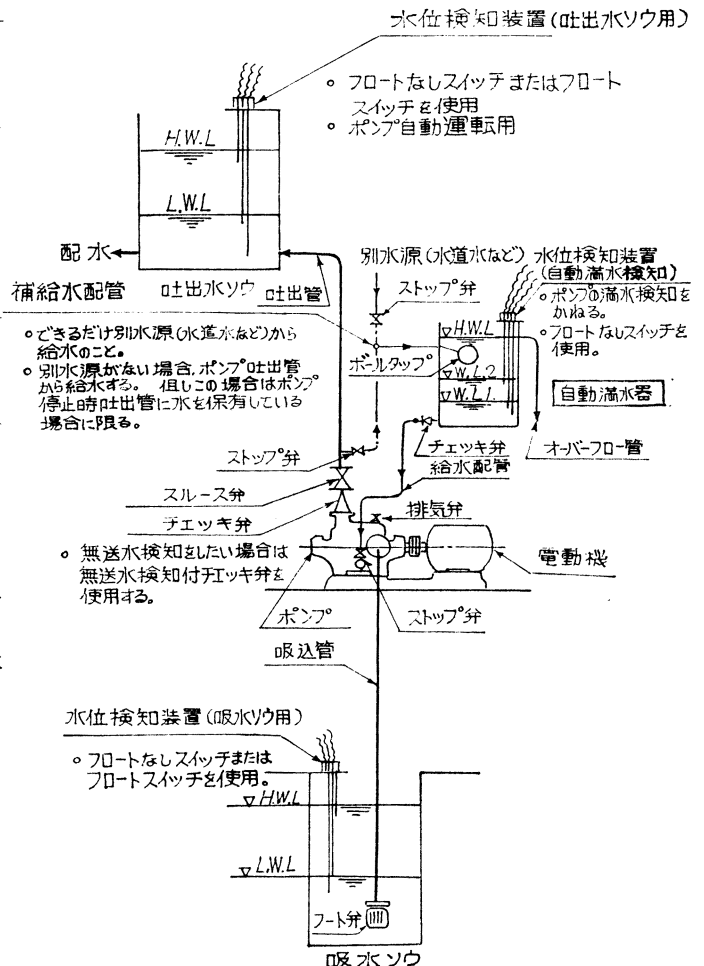 水位検知装置(吐出水ソウ用)
○ フロートなしスイッチまたはフロート
スイッチを使用
○ ポンプ自動運転用
H.W.L
L.W.L
配水
吐出水ソウ
吐出管
補給水配管
○できるだけ別水源(水道水など)から
給水のこと。
○ 別水源がない場合、ポンプ吐出管
から給水する。 但しこの場合はポンプ
停止時吐出管に水を保有している
場合に限る。
別水源(水道水など)
ストップ弁
水位検知装置
(自動満水検知)
○ポンプの満水検知を
かねる。
○フロートなしスイッチを
使用。
H.W.L
ボールタップ
W.L2
W.L1
自動満水器
チェッキ弁
給水配管
オーバーフロー管
ストップ弁
スルース弁
チェッキ弁
排気弁
○ 無送水検知をしたい場合は
無送水検知付チェッキ弁を
使用する。
電動機
ポンプ
ストップ弁
吸込管
水位検知装置(吸水ソウ用)
○フロートなしスイッチまたは
フロートスイッチを使用。
H.W.L
L.W.L
フート弁
吸水ソウ